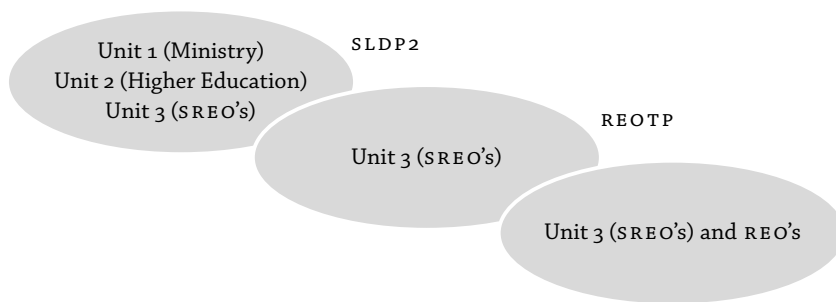 Unit 1 (Ministry)
Unit 2 (Higher Education)
Unit 3 (SREO's)
SLDP2
Unit 3 (SREO's)
REOTP
Unit 3 (SREO's) and REO's